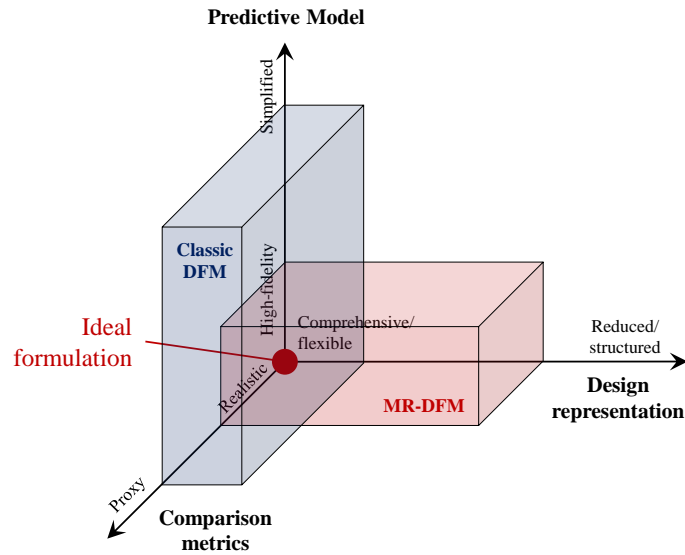 Predictive Model
Simplified
Classic
DFM
High-fidelity
Ideal
formulation
Comprehensive/
flexible
Reduced/
structured
Realistic
MR-DFM
Design
representation
Proxy
Comparison
metrics